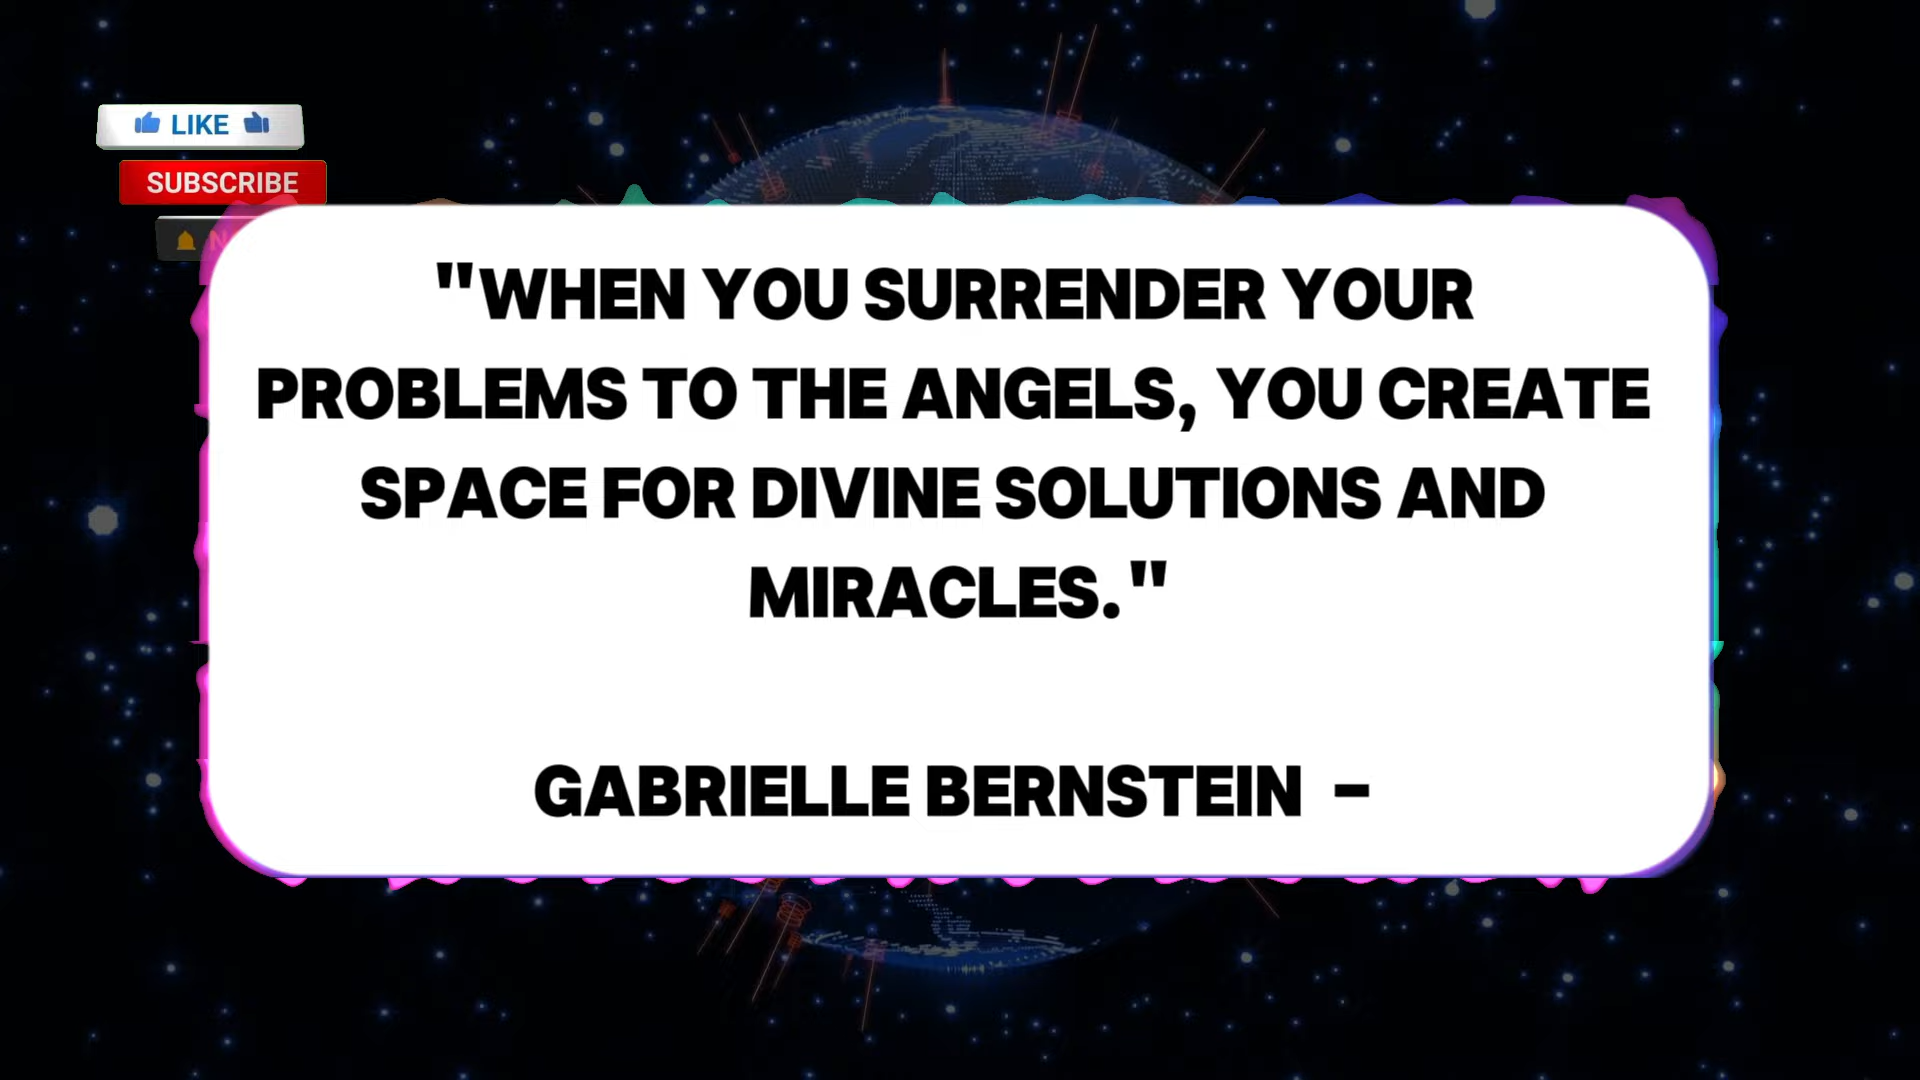 LIKE
SUBSCRIBE
"WHEN YOU SURRENDER YOUR
PROBLEMS TO THE ANGELS, YOU CREATE
SPACE FOR DIVINE SOLUTIONS AND
MIRACLES."
GABRIELLE BERNSTEIN –